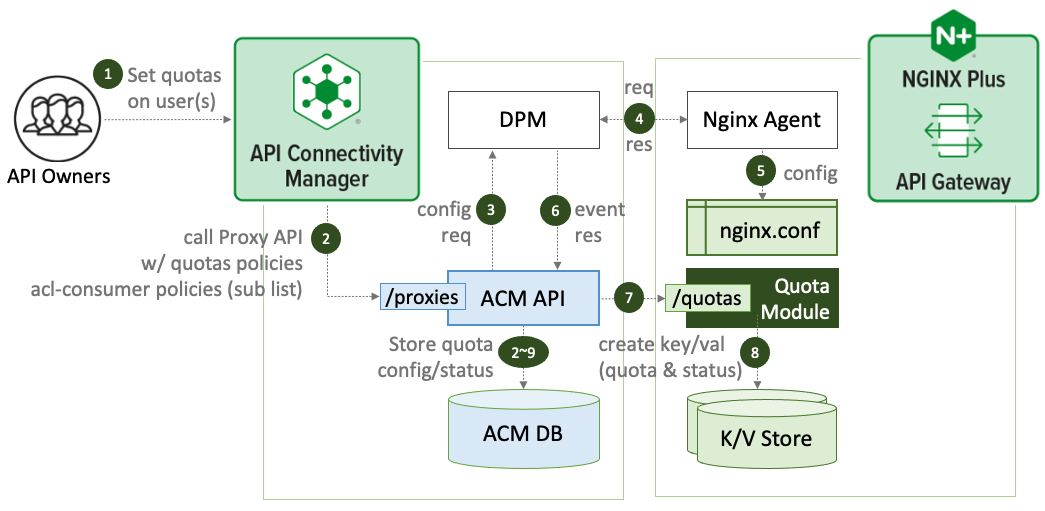 1
Set quotas
on user(s)
API Owners
API Connectivity
Manager
N+
NGINX Plus
API Gateway
DPM
req
4
res
Nginx Agent
5
config
nginx.conf
config
3
req
6
event
res
2
call Proxy API
w/ quotas policies
acl-consumer policies (sub list)
/proxies
ACM API
7
/quotas
Quota
Module
Store quota
config/status
2~9
create key/val
(quota & status)
8
ACM DB
K/V Store